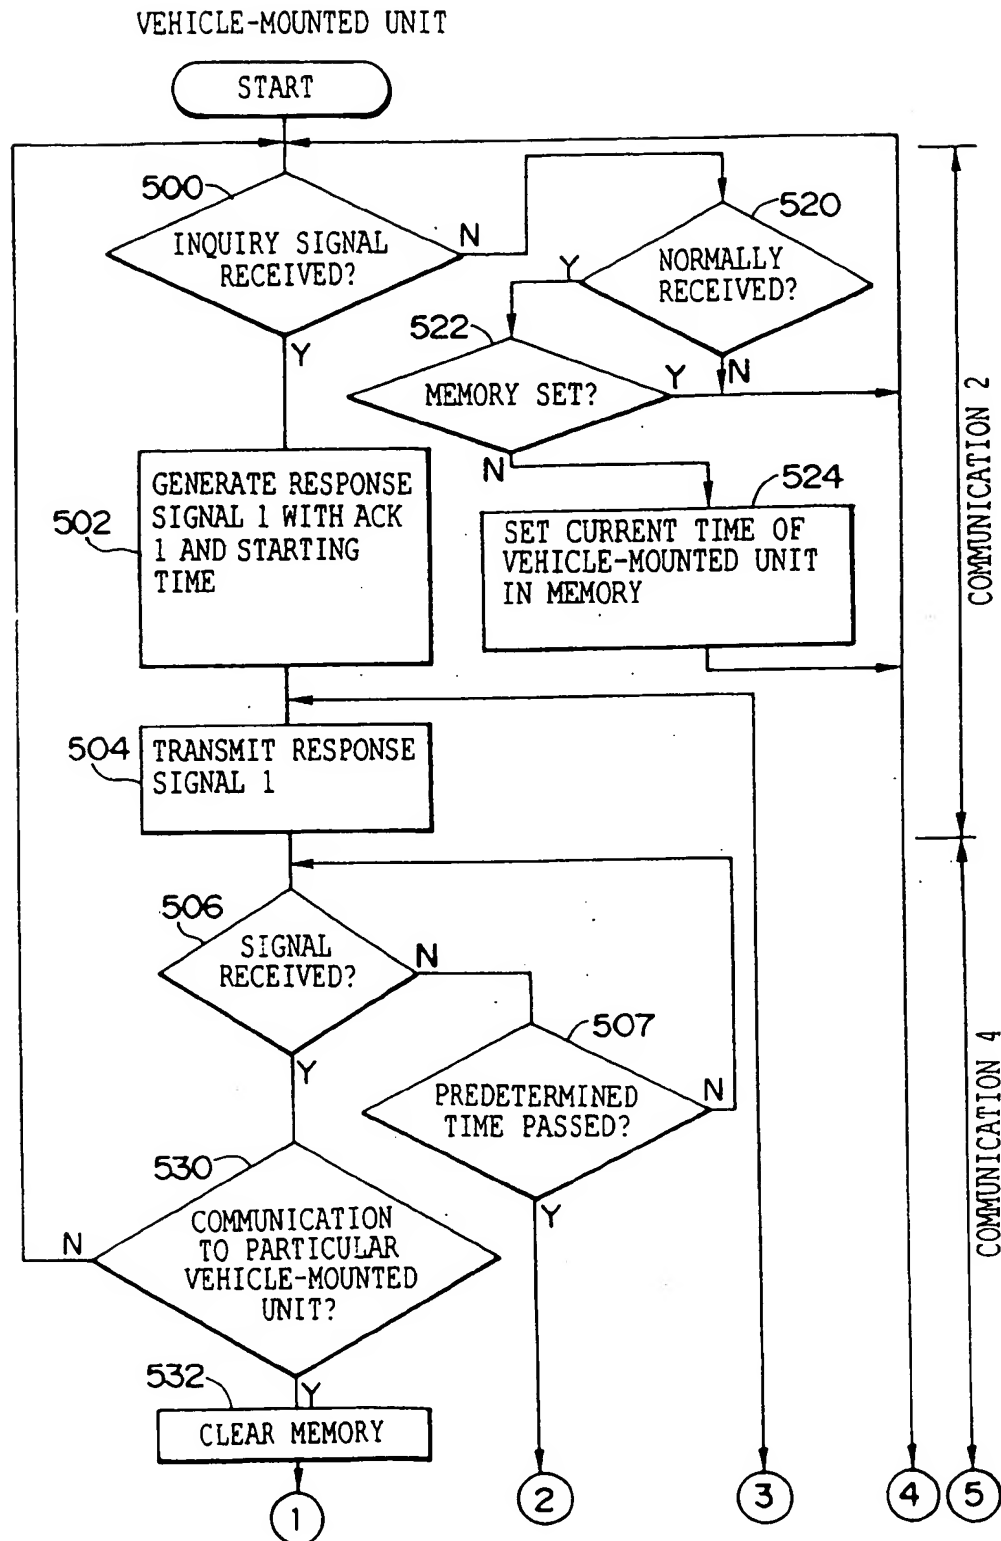 VEHICLE-MOUNTED UNIT
START
500
INQUIRY SIGNAL
RECEIVED?
N
Y
520
NORMALLY
RECEIVED?
Y
N
522
MEMORY SET?
Y
N
502
GENERATE RESPONSE
SIGNAL 1 WITH ACK
1 AND STARTING
TIME
524
SET CURRENT TIME OF
VEHICLE-MOUNTED UNIT
IN MEMORY
COMMUNICATION 2
504
TRANSMIT RESPONSE
SIGNAL 1
506
SIGNAL
RECEIVED?
N
Y
507
PREDETERMINED
TIME PASSED?
N
Y
COMMUNICATION 4
530
COMMUNICATION
TO PARTICULAR
VEHICLE-MOUNTED
UNIT?
N
Y
532
CLEAR MEMORY
1
2
3
4
5